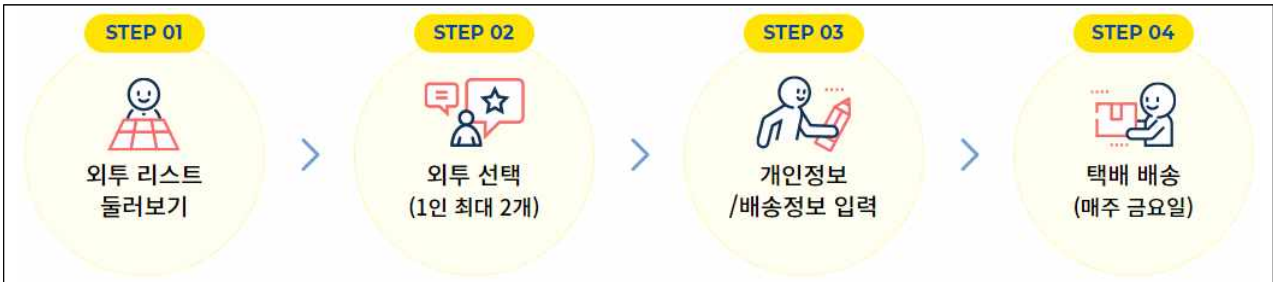 STEP 01
외투 리스트
둘러보기
STEP 02
외투 선택
(1인 최대 2개)
STEP 03
개인정보
/배송정보 입력
STEP 04
택배 배송
(매주 금요일)